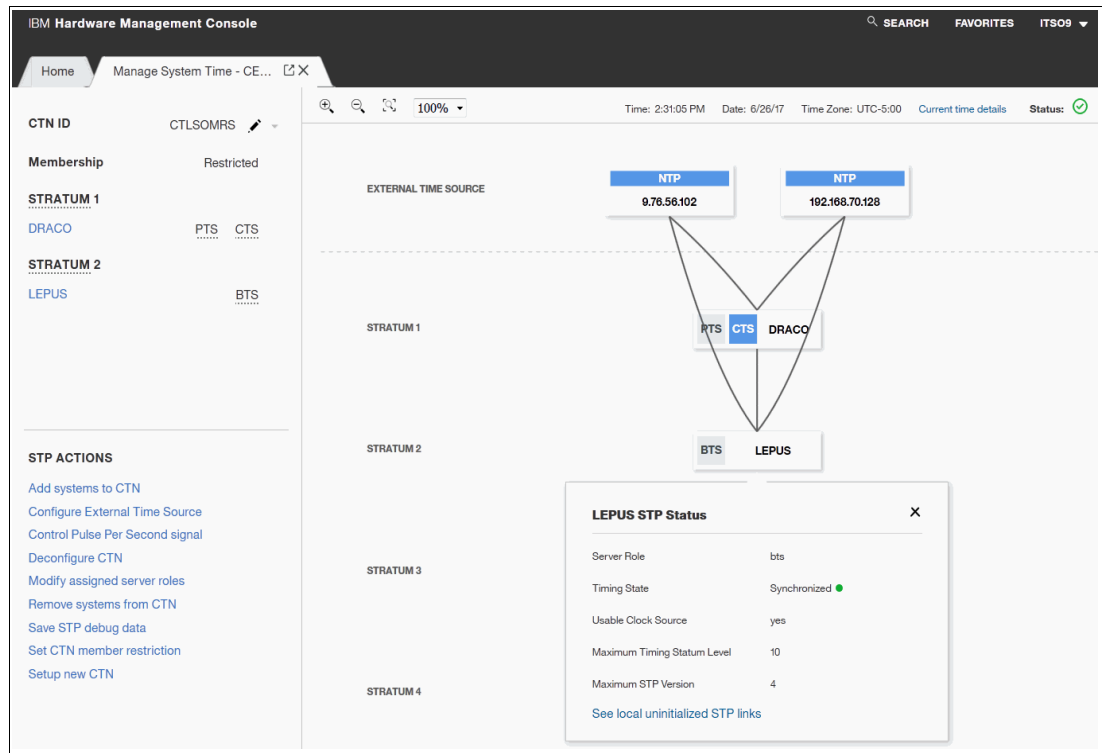 IBM Hardware Management Console
SEARCH FAVORITES ITSO9
Home Manage System Time - CE...
100% Time: 2:31:05 PM Date: 6/26/17 Time Zone: UTC-5:00 Current time details Status:
CTN ID CTLSOMRS
Membership Restricted
STRATUM 1
DRACO PTS CTS
STRATUM 2
LEPUS BTS
STP ACTIONS
Add systems to CTN
Configure External Time Source
Control Pulse Per Second signal
Deconfigure CTN
Modify assigned server roles
Remove systems from CTN
Save STP debug data
Set CTN member restriction
Setup new CTN
EXTERNAL TIME SOURCE
NTP
9.76.56.102
NTP
192.168.70.128
STRATUM 1
PTS CTS DRACO
STRATUM 2
BTS LEPUS
STRATUM 3
STRATUM 4
LEPUS STP Status
Server Role bts
Timing State Synchronized
Usable Clock Source yes
Maximum Timing Statum Level 10
Maximum STP Version 4
See local uninitialized STP links